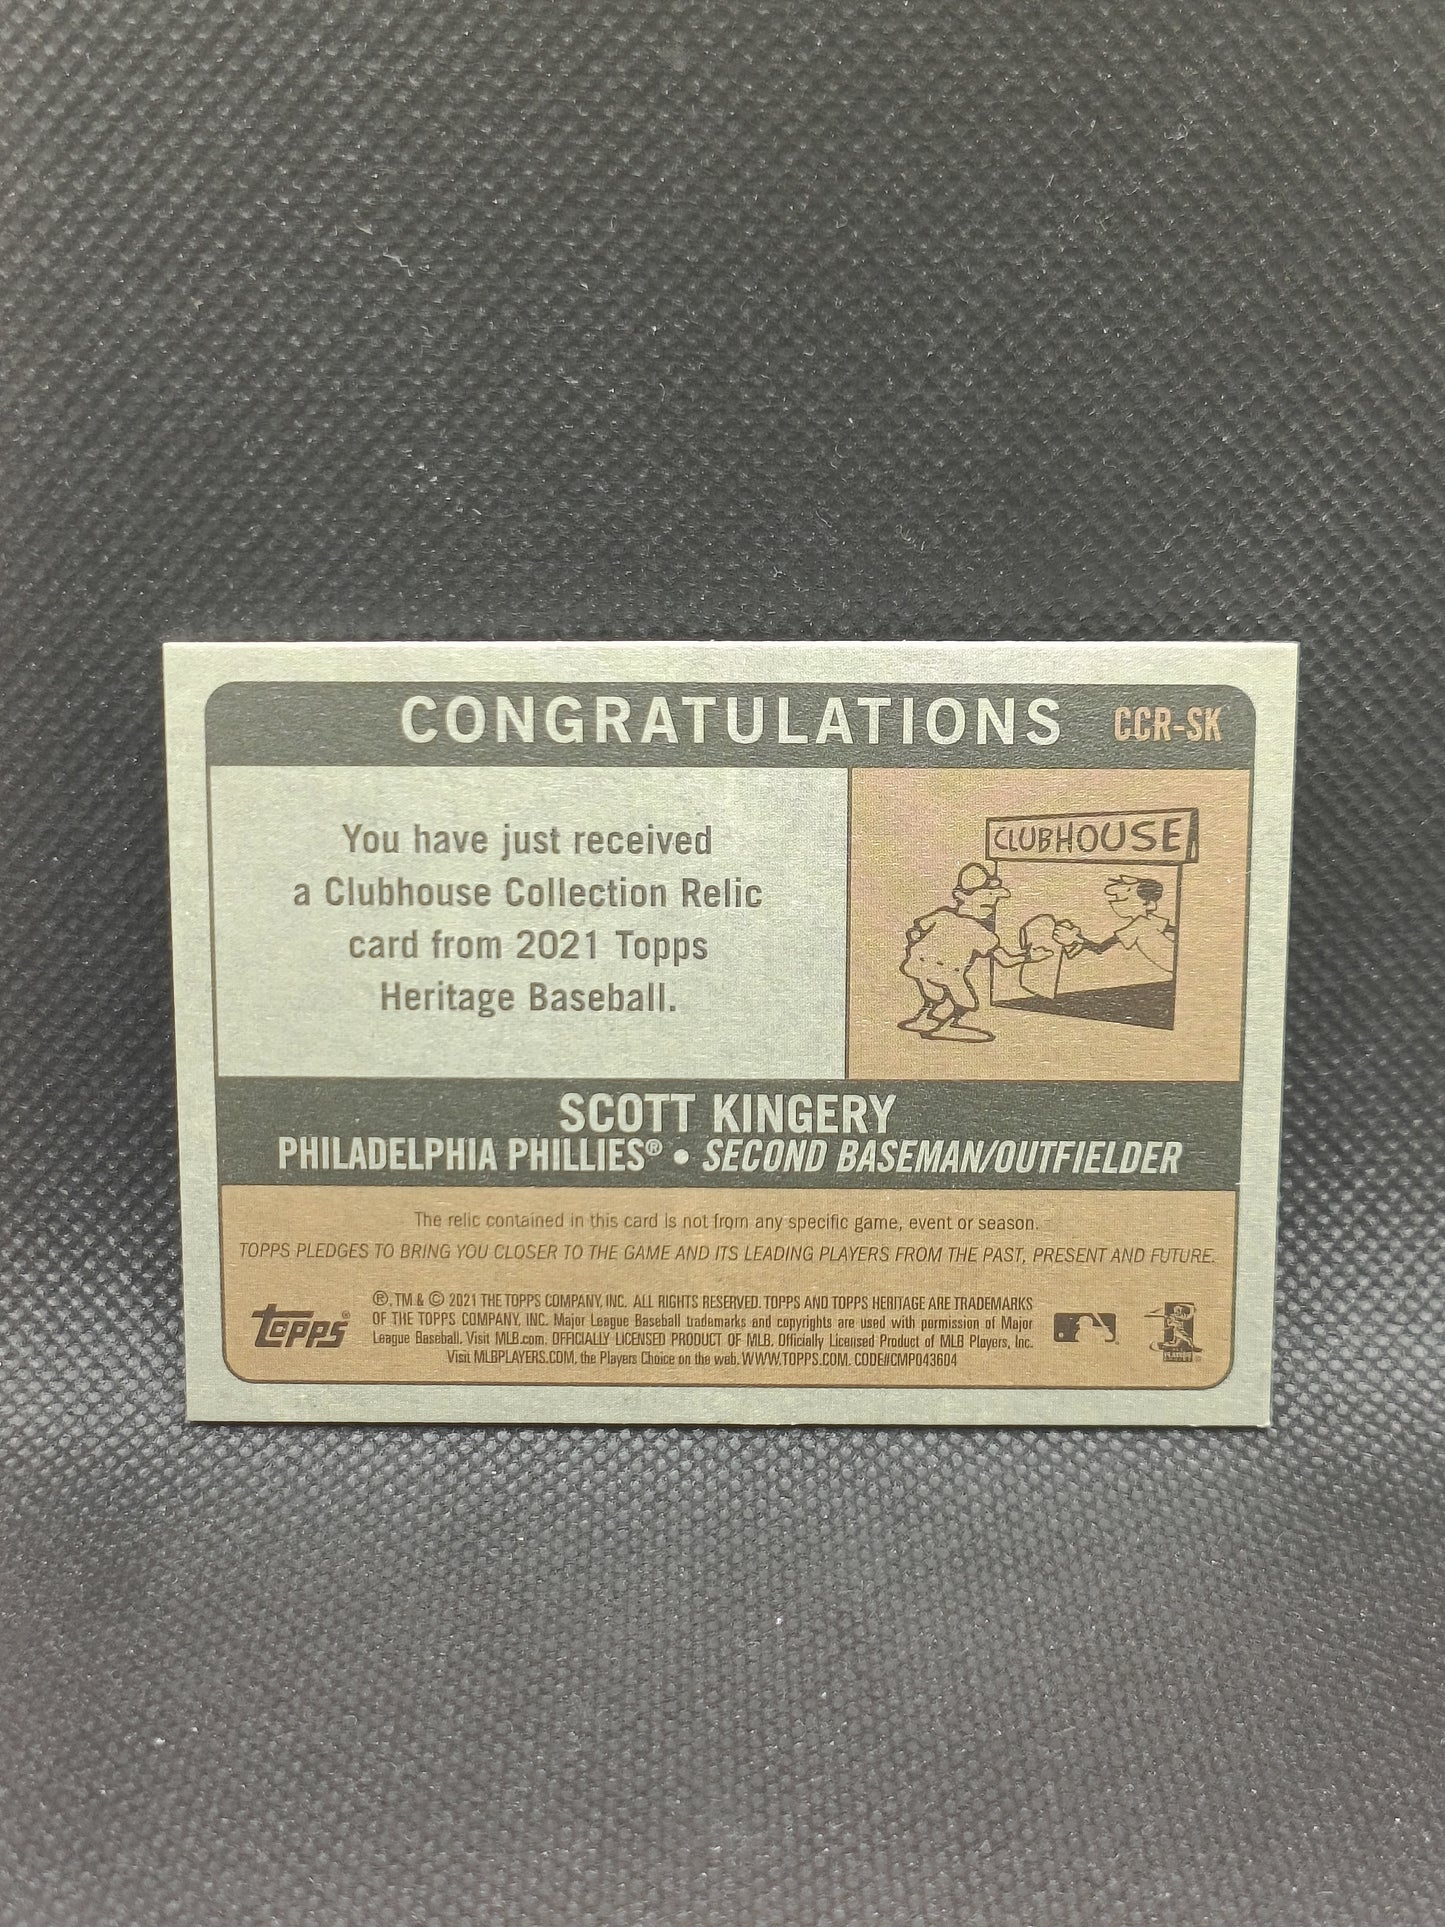 CONGRATULATIONS CCR-SK
You have just received
a Clubhouse Collection Relic
card from 2021 Topps
Heritage Baseball.
CLUBHOUSE
SCOTT KINGERY
PHILADELPHIA PHILLIES® • SECOND BASEMAN/OUTFIELDER
The relic contained in this card is not from any specific game, event or season.
TOPPS PLEDGES TO BRING YOU CLOSER TO THE GAME AND ITS LEADING PLAYERS FROM THE PAST, PRESENT AND FUTURE.
Topps®
®, TM & © 2021 THE TOPPS COMPANY, INC. ALL RIGHTS RESERVED. TOPPS AND TOPPS HERITAGE ARE TRADEMARKS
OF THE TOPPS COMPANY, INC. Major League Baseball trademarks and copyrights are used with permission of Major
League Baseball. Visit MLB.com. OFFICIALLY LICENSED PRODUCT OF MLB. Officially Licensed Product of MLB Players, Inc.
Visit MLBPLAYERS.COM, the Players Choice on the web. WWW.TOPPS.COM. CODE#CMP043604